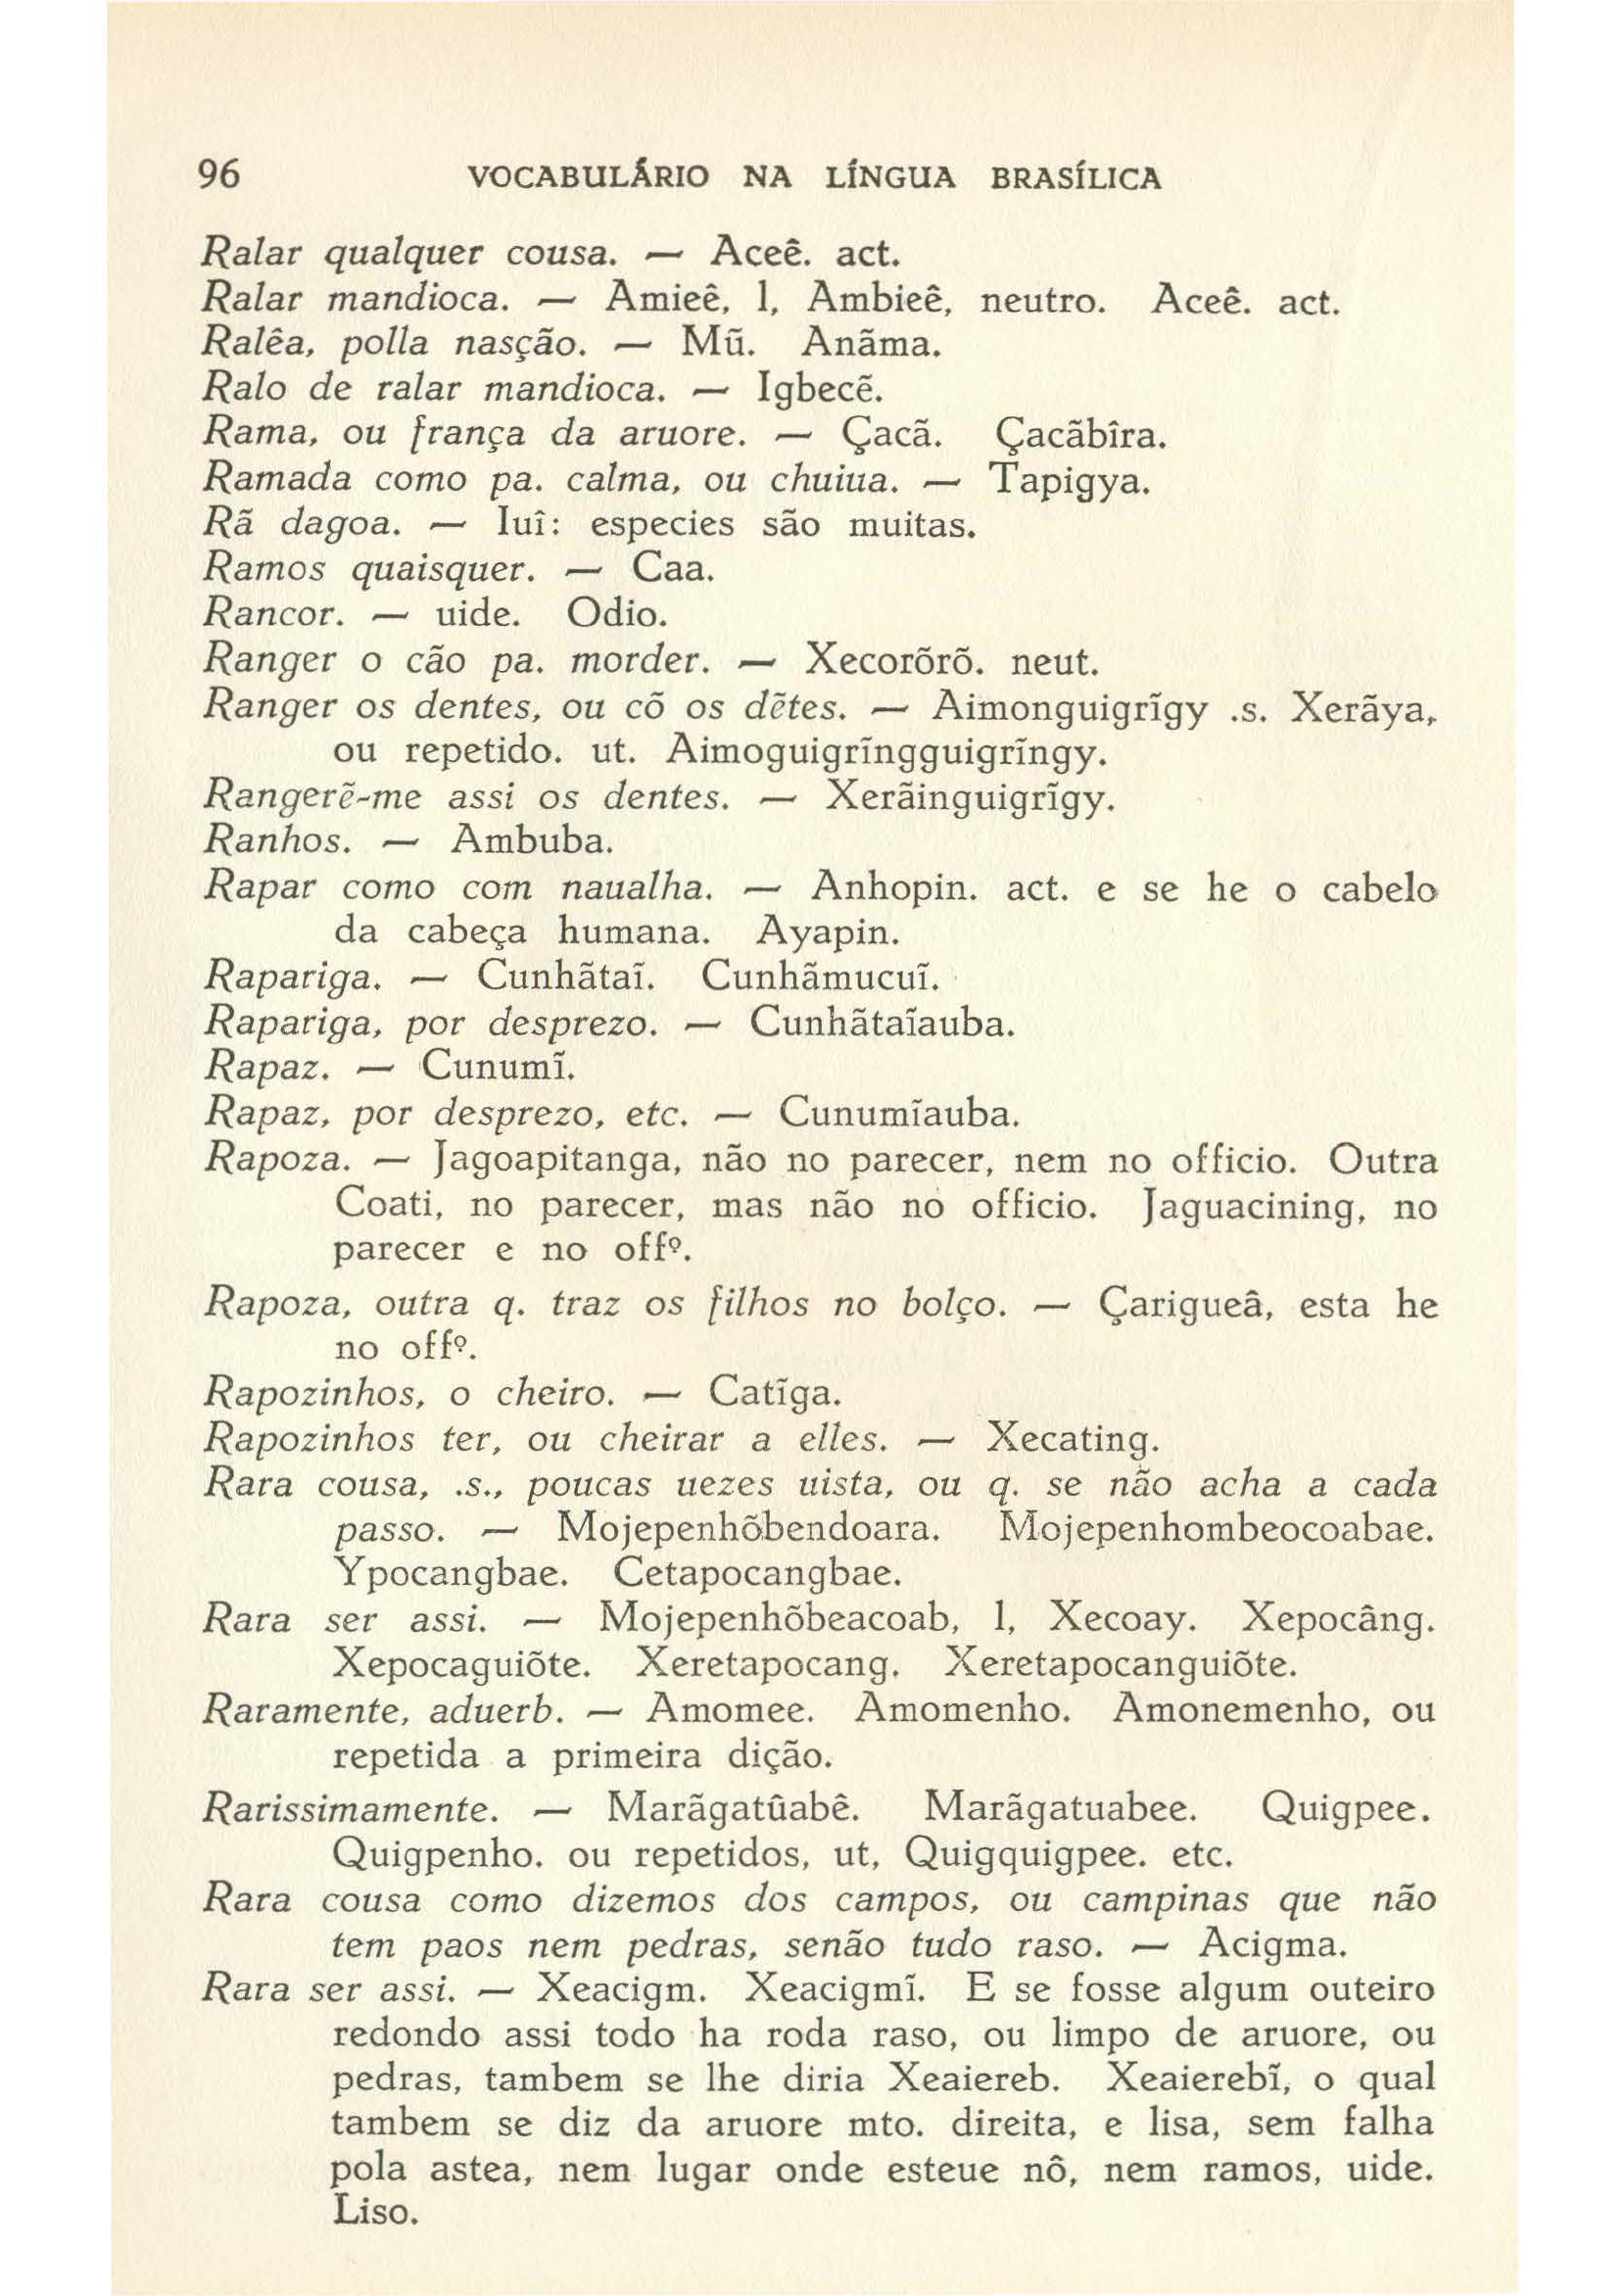 96 VOCABULÁRIO NA LÍNGUA BRASÍLICA
Ralar qualquer cousa. — Aceê. act.
Ralar mandioca. — Amieê, l, Ambieê, neutro. Aceê. act.
Ralêa, polla nasção. — Mũ. Anãma.
Ralo de ralar mandioca. — Igbecẽ.
Rama, ou frança da aruore. — Çacã. Çacãbîra.
Ramada como pa. calma, ou chuiua. — Tapigya.
Rã dagoa. — Iuî: especies são muitas.
Ramos quaisquer. — Caa.
Rancor. — uide. Odio.
Ranger o cão pa. morder. — Xecorõrõ. neut.
Ranger os dentes, ou cõ os dẽtes. — Aimonguigrĩgy .s. Xerãya,
ou repetido. ut. Aimoguigrĩngguigrĩngy.
Rangerẽ-me assi os dentes. — Xerãinguigrĩgy.
Ranhos. — Ambuba.
Rapar como com naualha. — Anhopin. act. e se he o cabelo
da cabeça humana. Ayapin.
Rapariga. — Cunhãtaĩ. Cunhãmucuĩ.
Rapariga, por desprezo. — Cunhãtaĩauba.
Rapaz. — Cunumĩ.
Rapaz, por desprezo, etc. — Cunumĩauba.
Rapoza. — Jagoapitanga, não no parecer, nem no officio. Outra
Coati, no parecer, mas não no officio. Jaguacining, no
parecer e no offº.
Rapoza, outra q. traz os filhos no bolço. — Çarigueâ, esta he
no offº.
Rapozinhos, o cheiro. — Catĩga.
Rapozinhos ter, ou cheirar a elles. — Xecating.
Rara cousa, .s., poucas uezes uista, ou q. se não acha a cada
passo. — Mojepenhõbendoara. Mojepenhombeocoabae.
Ypocangbae. Cetapocangbae.
Rara ser assi. — Mojepenhõbeacoab, l, Xecoay. Xepocâng.
Xepocaguiõte. Xeretapocang. Xeretapocanguiõte.
Raramente, aduerb. — Amomee. Amomenho. Amonemenho, ou
repetida a primeira dição.
Rarissimamente. — Marãgatûabê. Marãgatuabee. Quigpee.
Quigpenho. ou repetidos, ut, Quigquigpee. etc.
Rara cousa como dizemos dos campos, ou campinas que não
tem paos nem pedras, senão tudo raso. — Acigma.
Rara ser assi. — Xeacigm. Xeacigmĩ. E se fosse algum outeiro
redondo assi todo ha roda raso, ou limpo de aruore, ou
pedras, tambem se lhe diria Xeaiereb. Xeaierebĩ, o qual
tambem se diz da aruore mto. direita, e lisa, sem falha
pola astea, nem lugar onde esteue nô, nem ramos, uide.
Liso.